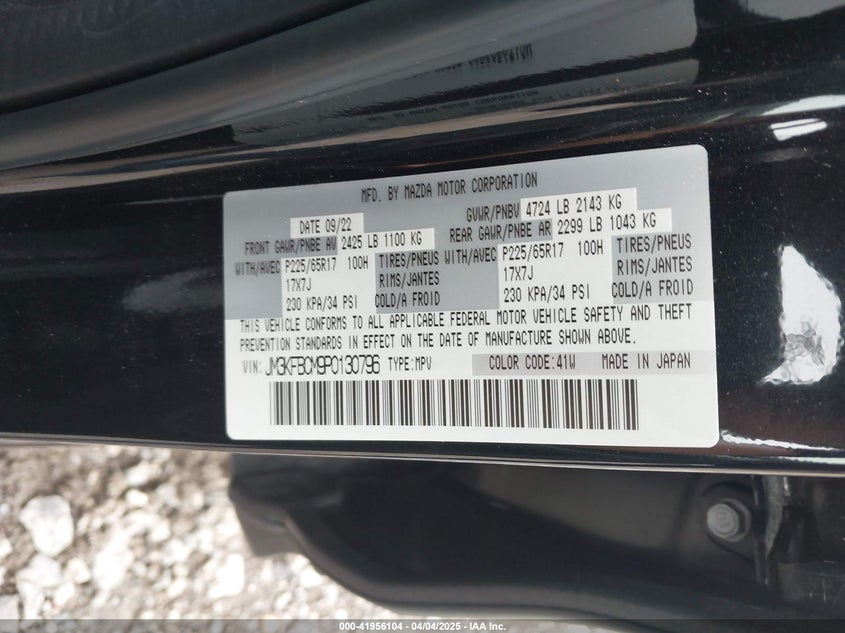 MFD. BY MAZDA MOTOR CORPORATION
DATE 09/22 GVWR/PNBV 4724 LB 2143 KG
FRONT GAWR/PNBE AV 2425 LB 1100 KG REAR GAWR/PNBE AR 2299 LB 1043 KG
WITH/AVEC P225/65R17 100H TIRES/PNEUS WITH/AVEC P225/65R17 100H TIRES/PNEUS
17X7J RIMS/JANTES 17X7J RIMS/JANTES
230 KPA/34 PSI COLD/A FROID 230 KPA/34 PSI COLD/A FROID
THIS VEHICLE CONFORMS TO ALL APPLICABLE FEDERAL MOTOR VEHICLE SAFETY AND THEFT
PREVENTION STANDARDS IN EFFECT ON THE DATE OF MANUFACTURE SHOWN ABOVE.
VIN: JM3KFBCM9P0130796 TYPE:MPV COLOR CODE:41W MADE IN JAPAN
000-41956104 - 04/04/2025 - IAA Inc.